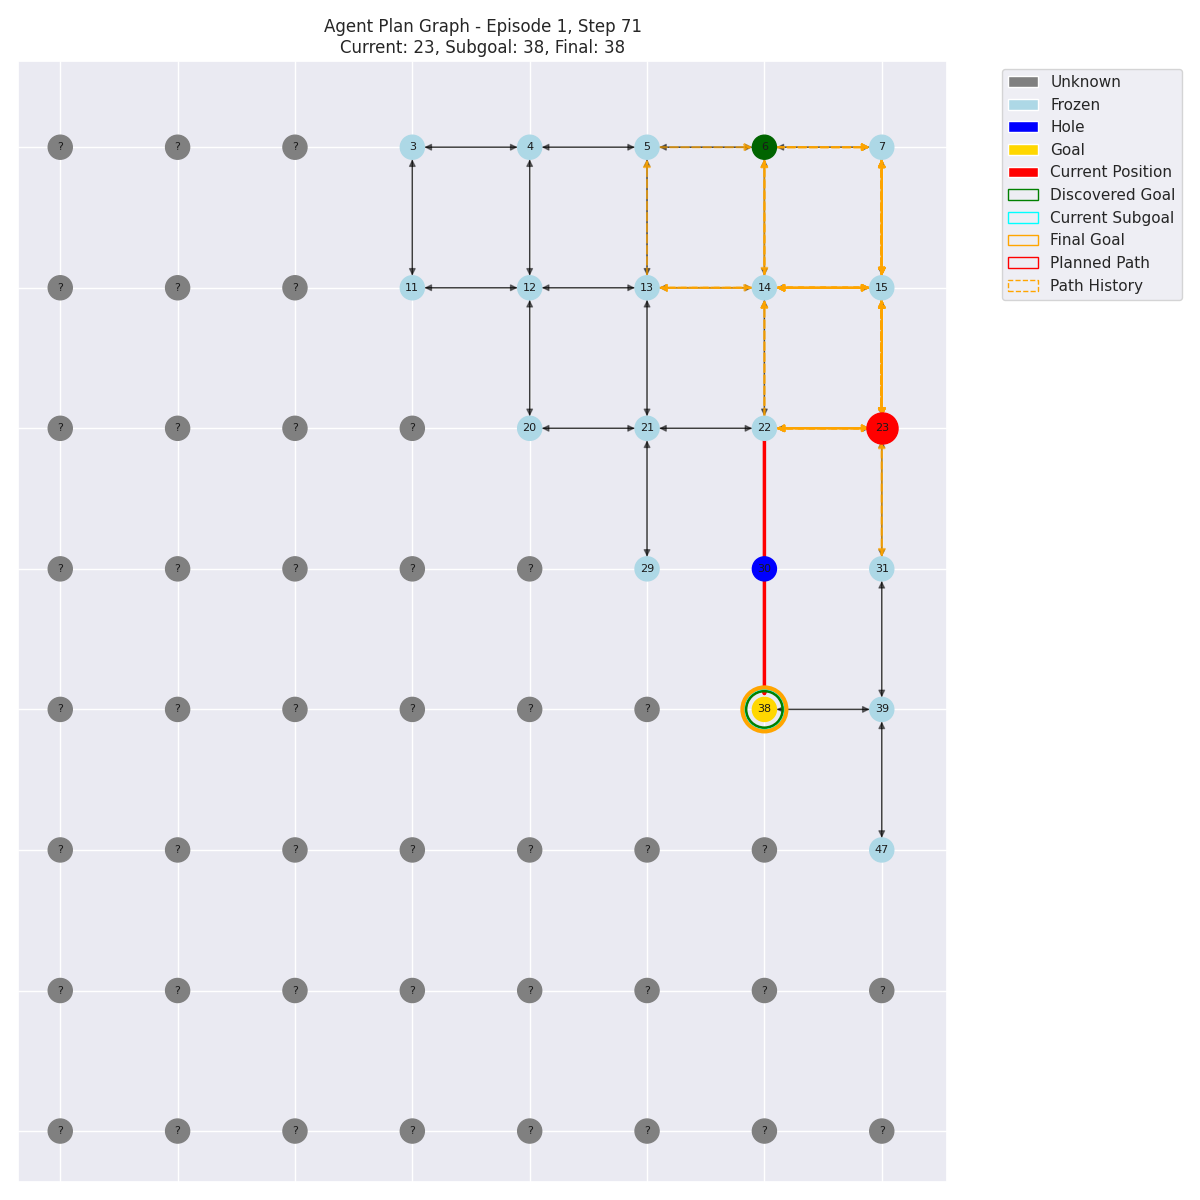 Agent Plan Graph - Episode 1, Step 71
Current: 23, Subgoal: 38, Final: 38
Unknown
Frozen
Hole
Goal
Current Position
Discovered Goal
Current Subgoal
Final Goal
Planned Path
Path History
? ? ? 3 4 5 6 7
? ? ? 11 12 13 14 15
? ? ? ? 20 21 22 23
? ? ? ? ? 29 30 31
? ? ? ? ? ? 38 39
? ? ? ? ? ? ? 47
? ? ? ? ? ? ? ?
? ? ? ? ? ? ? ?